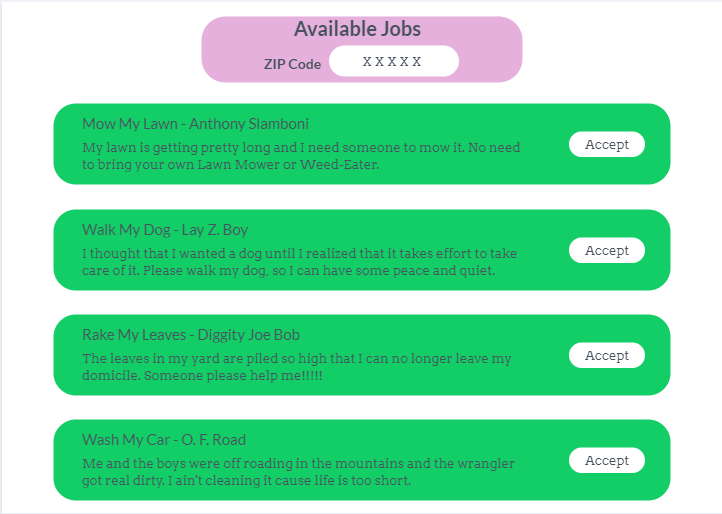 Available Jobs
ZIP Code X X X X X
Mow My Lawn - Anthony Slamboni
My lawn is getting pretty long and I need someone to mow it. No need
to bring your own Lawn Mower or Weed-Eater.
Accept
Walk My Dog - Lay Z. Boy
I thought that I wanted a dog until I realized that it takes effort to take
care of it. Please walk my dog, so I can have some peace and quiet.
Accept
Rake My Leaves - Diggity Joe Bob
The leaves in my yard are piled so high that I can no longer leave my
domicile. Someone please help me!!!!!
Accept
Wash My Car - O. F. Road
Me and the boys were off roading in the mountains and the wrangler
got real dirty. I ain't cleaning it cause life is too short.
Accept